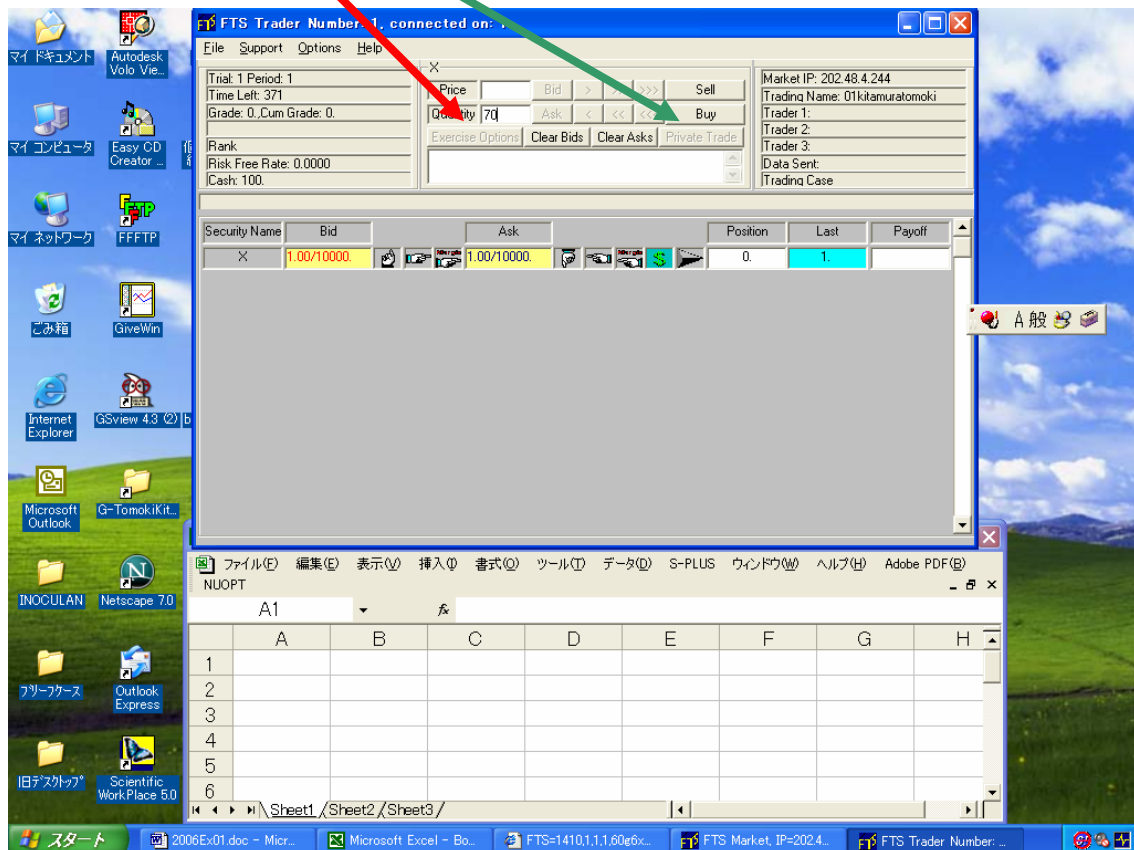 マイ ドキュメント
Autodesk
Volo Vie...
マイ コンピュータ
Easy CD
Creator ...
マイ ネットワーク
FFFTP
ごみ箱
GiveWin
Internet
Explorer
GSview 4.3 (2)
Microsoft
Outlook
G-TomokiKit...
INOCULAN
Netscape 7.0
ブリーフケース
Outlook
Express
旧デスクトップ
Scientific
WorkPlace 5.0
FTS Trader Number: 1, connected on:
File Support Options Help
Trial: 1 Period: 1
Time Left: 371
Grade: 0.,Cum Grade: 0.
Rank
Risk Free Rate: 0.0000
Cash: 100.
X
Price Bid > >>> Sell
Quantity 70 Ask < << Buy
Exercise Options Clear Bids Clear Asks Private Trade
Market IP: 202.48.4.244
Trading Name: 01kitamuratomoki
Trader 1:
Trader 2:
Trader 3:
Data Sent:
Trading Case
Security Name Bid Ask Position Last Payoff
X 1.00/10000. Margin 1.00/10000. Margin $ 0. 1.
A 般
ファイル(F) 編集(E) 表示(V) 挿入(I) 書式(O) ツール(T) データ(D) S-PLUS ウィンドウ(W) ヘルプ(H) Adobe PDF(B)
NUOPT
A1 fx
A B C D E F G H
1
2
3
4
5
6
Sheet1 Sheet2 Sheet3
スタート 2006Ex01.doc - Micr... Microsoft Excel - Bo... FTS=1410,1,1,1,60g6x... FTS Market, IP=202.4... FTS Trader Number: ...